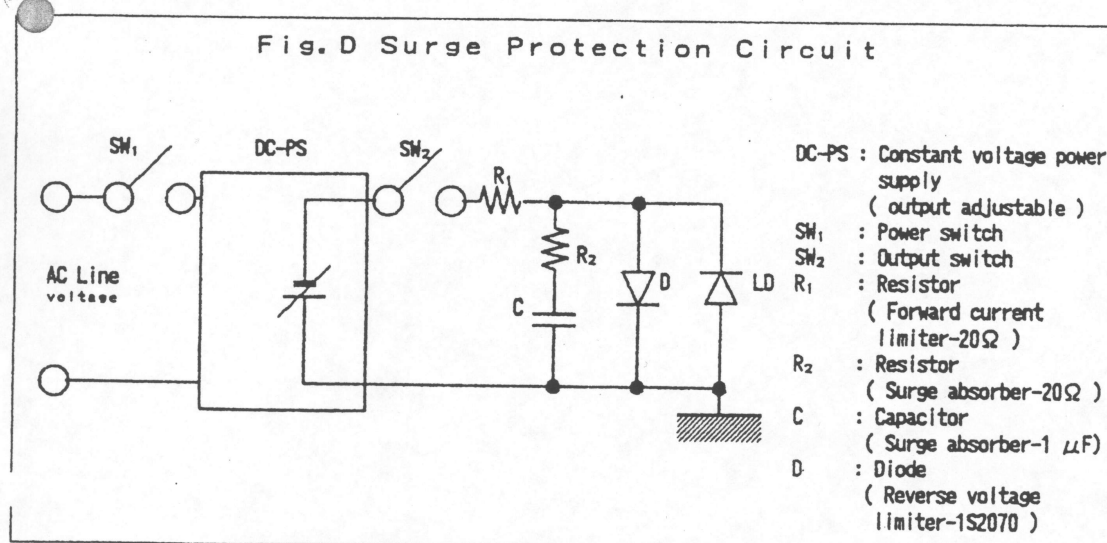 Fig. D Surge Protection Circuit
SW₁
DC-PS
SW₂
R₁
R₂
C
D
LD
AC Line
voltage
DC-PS : Constant voltage power
supply
( output adjustable )
SW₁ : Power switch
SW₂ : Output switch
R₁ : Resistor
( Forward current
limiter-20Ω )
R₂ : Resistor
( Surge absorber-20Ω )
C : Capacitor
( Surge absorber-1 μF)
D : Diode
( Reverse voltage
limiter-1S2070 )